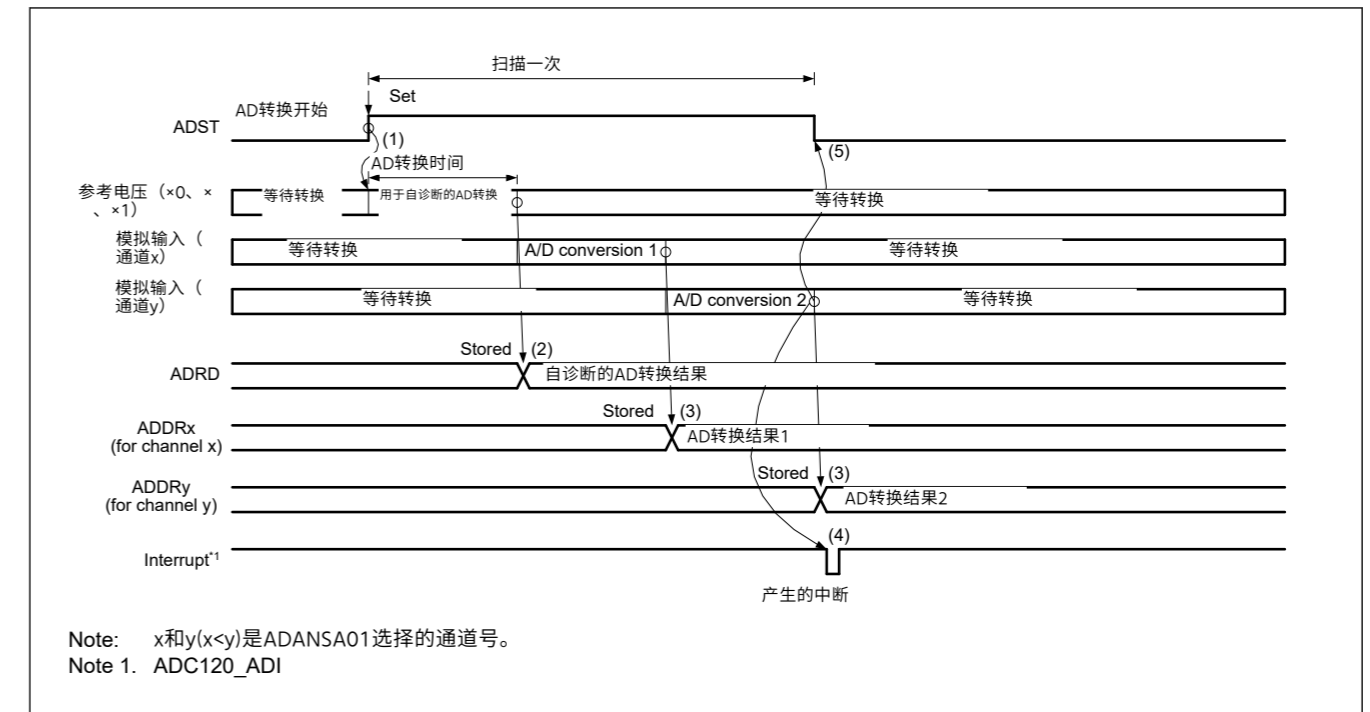 扫描一次
Set
AD转换开始
ADST
(1)
(5)
AD转换时间
参考电压（×0、×
、×1）
等待转换
用于自诊断的AD转换
等待转换
模拟输入（
通道x）
等待转换
A/D conversion 1
等待转换
模拟输入（
通道y）
等待转换
A/D conversion 2
等待转换
Stored
(2)
ADRD
自诊断的AD转换结果
Stored
(3)
ADDRx
(for channel x)
AD转换结果1
Stored
(3)
ADDRy
(for channel y)
AD转换结果2
(4)
Interrupt*1
产生的中断
Note: x和y(x<y)是ADANSA01选择的通道号。
Note 1. ADC120_ADI